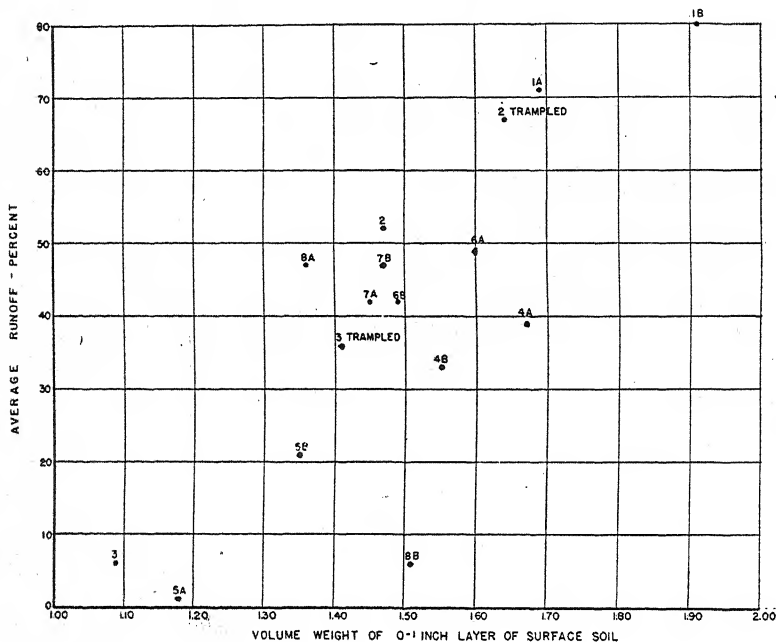 80
1B
1A
70
2 TRAMPLED
60
2
50
6A
8A
7B
7A
6B
40
4A
3 TRAMPLED
4B
30
5B
20
10
3
8B
5A
0
1.00
1.10
1.20
1.30
1.40
1.50
1.60
1.70
1.80
1.90
2.00
AVERAGE RUNOFF - PERCENT
VOLUME WEIGHT OF 0-1 INCH LAYER OF SURFACE SOIL